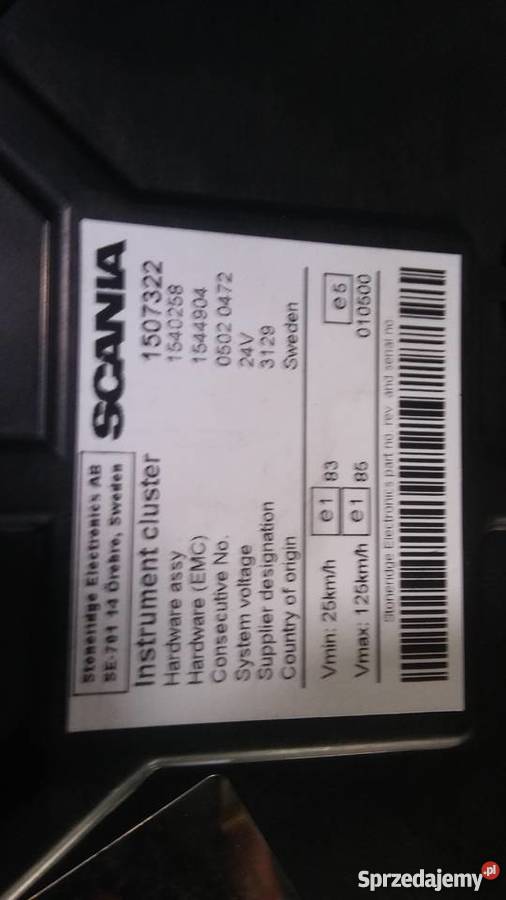 Stoneridge Electronics AB
SE-701 14 Örebro, Sweden
SCANIA
Instrument cluster 1507322
Hardware assy 1540258
Hardware (EMC) 1544904
Consecutive No. 0502 0472
System voltage 24V
Supplier designation 3129
Country of origin Sweden
Vmin: 25km/h e1 83 e5
Vmax: 125km/h e1 85 010500
Stoneridge Electronics part no. rev. and serial no.
Sprzedajemy.pl